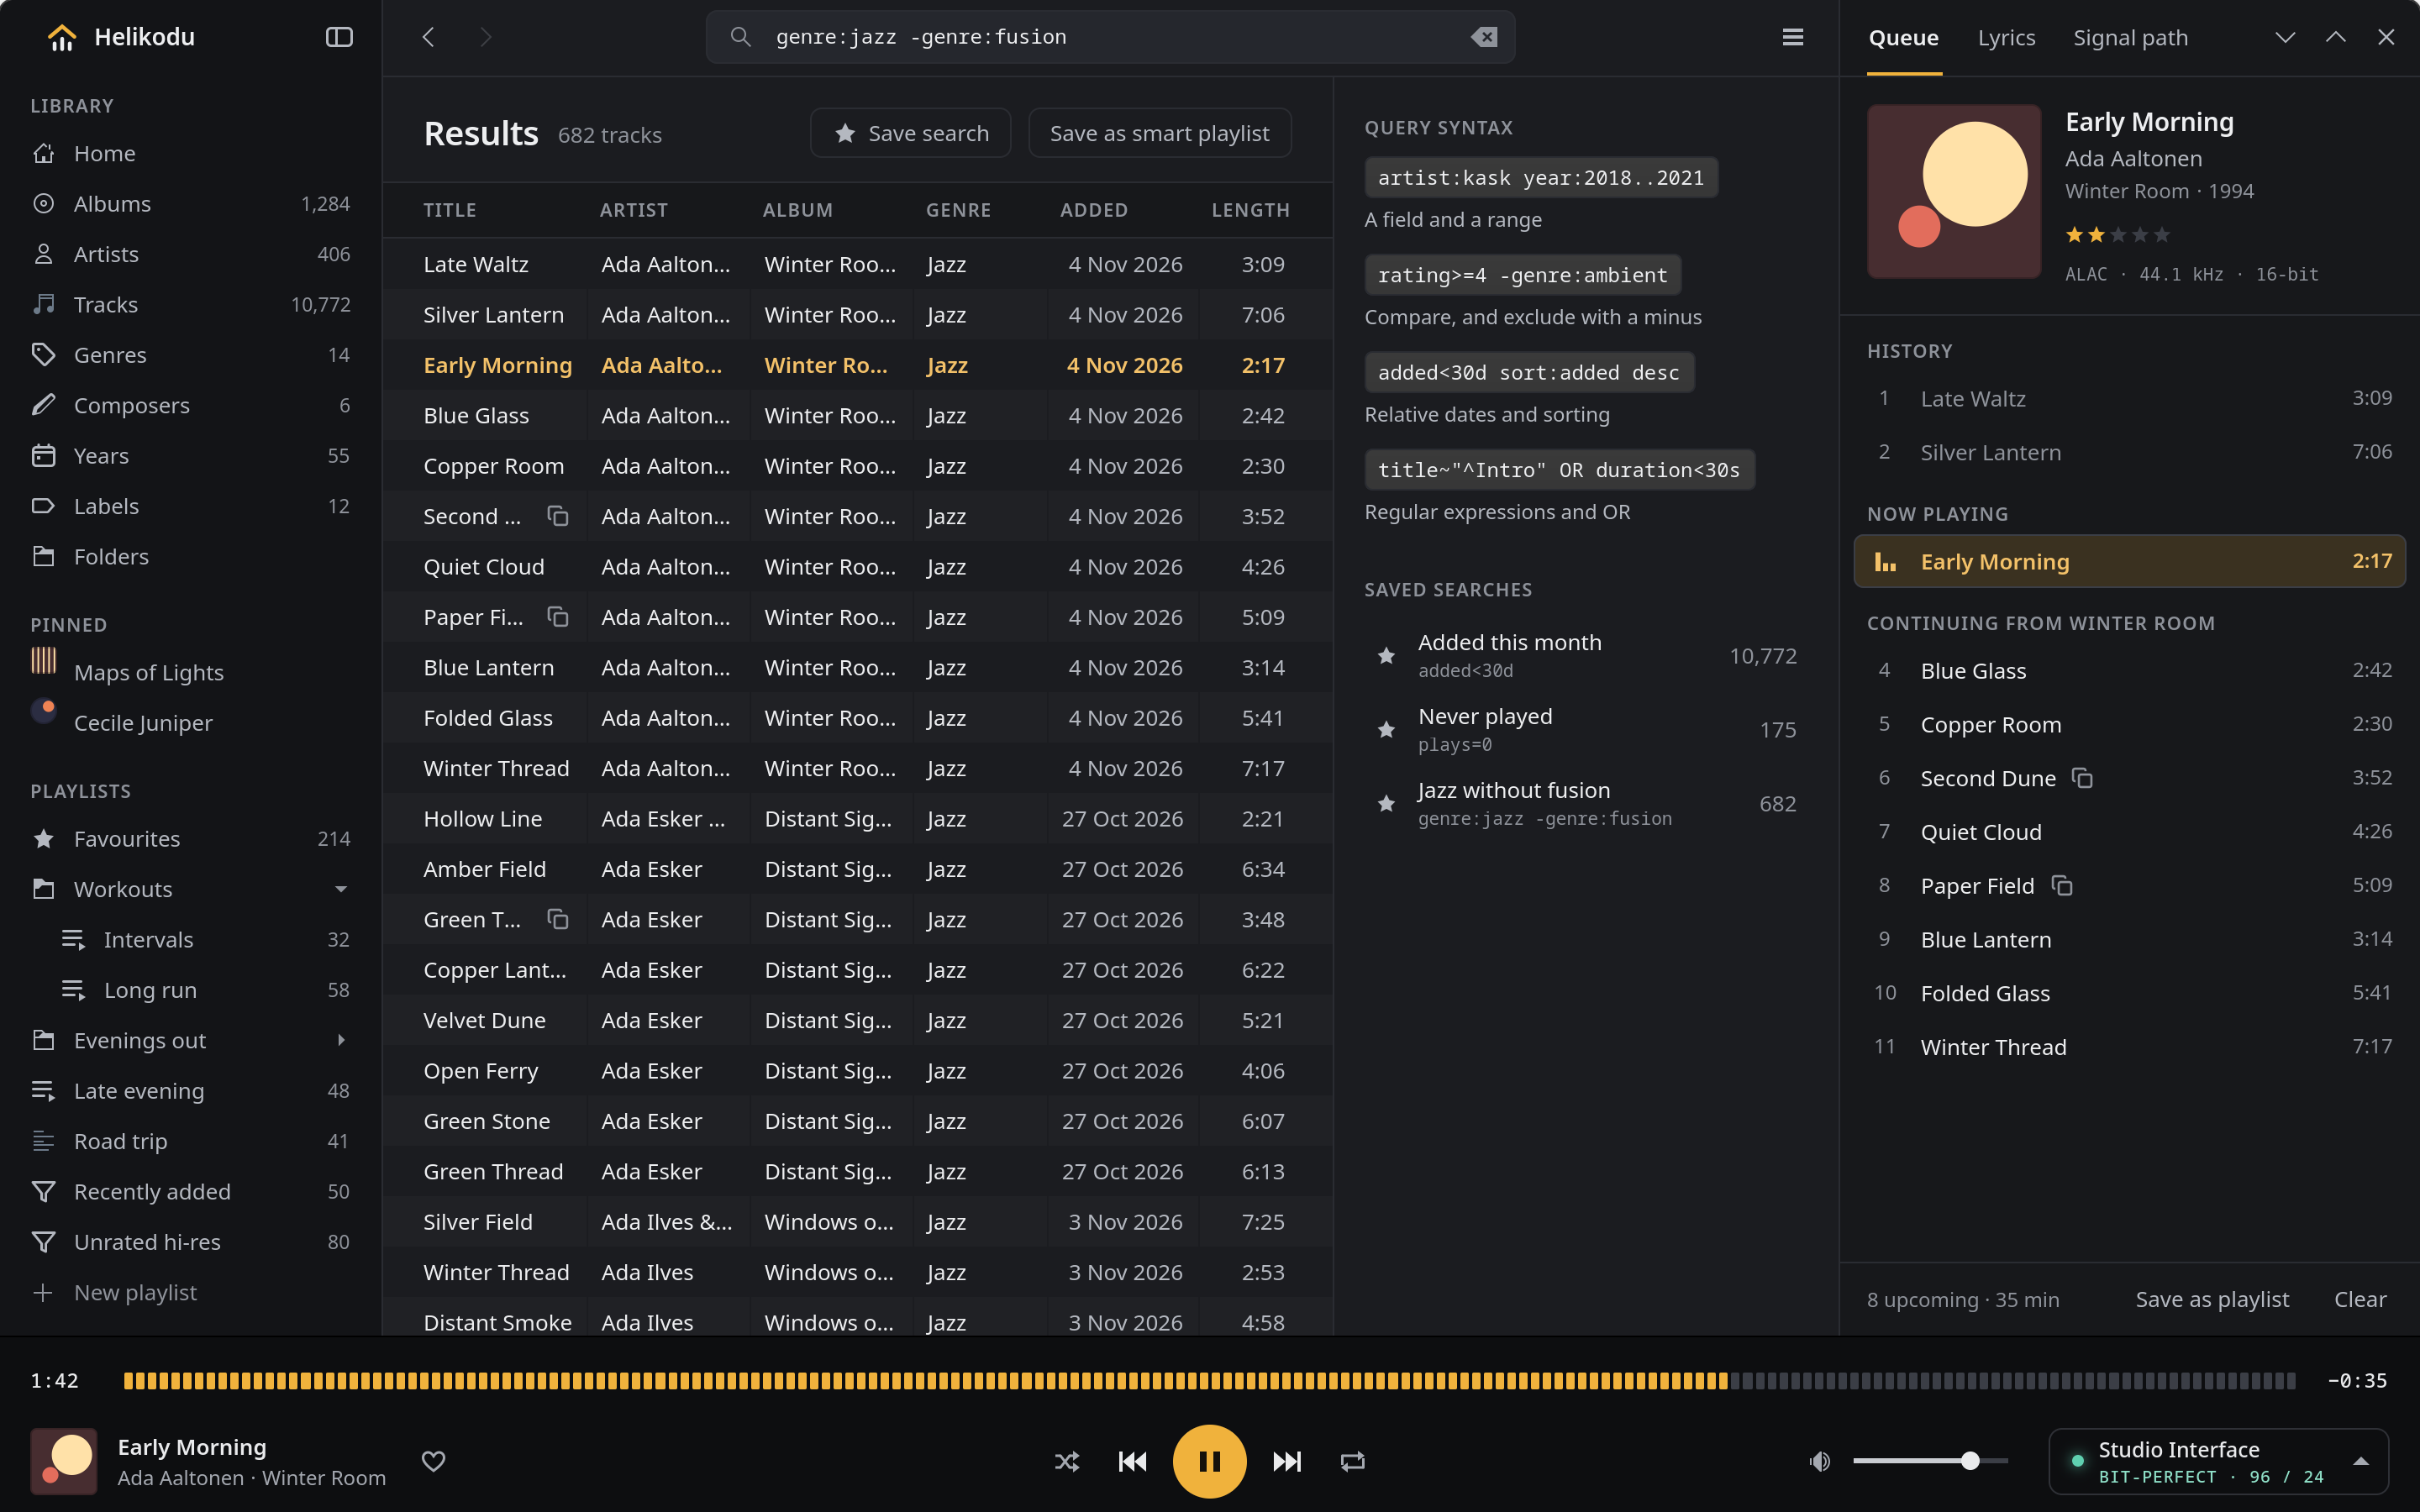 Helikodu
LIBRARY
Home
Albums 1,284
Artists 406
Tracks 10,772
Genres 14
Composers 6
Years 55
Labels 12
Folders
PINNED
Maps of Lights
Cecile Juniper
PLAYLISTS
Favourites 214
Workouts
Intervals 32
Long run 58
Evenings out
Late evening 48
Road trip 41
Recently added 50
Unrated hi-res 80
New playlist
genre:jazz -genre:fusion
Results 682 tracks Save search Save as smart playlist
TITLE ARTIST ALBUM GENRE ADDED LENGTH
Late Waltz Ada Aalton... Winter Roo... Jazz 4 Nov 2026 3:09
Silver Lantern Ada Aalton... Winter Roo... Jazz 4 Nov 2026 7:06
Early Morning Ada Aalto... Winter Ro... Jazz 4 Nov 2026 2:17
Blue Glass Ada Aalton... Winter Roo... Jazz 4 Nov 2026 2:42
Copper Room Ada Aalton... Winter Roo... Jazz 4 Nov 2026 2:30
Second ... Ada Aalton... Winter Roo... Jazz 4 Nov 2026 3:52
Quiet Cloud Ada Aalton... Winter Roo... Jazz 4 Nov 2026 4:26
Paper Fi... Ada Aalton... Winter Roo... Jazz 4 Nov 2026 5:09
Blue Lantern Ada Aalton... Winter Roo... Jazz 4 Nov 2026 3:14
Folded Glass Ada Aalton... Winter Roo... Jazz 4 Nov 2026 5:41
Winter Thread Ada Aalton... Winter Roo... Jazz 4 Nov 2026 7:17
Hollow Line Ada Esker ... Distant Sig... Jazz 27 Oct 2026 2:21
Amber Field Ada Esker Distant Sig... Jazz 27 Oct 2026 6:34
Green T... Ada Esker Distant Sig... Jazz 27 Oct 2026 3:48
Copper Lant... Ada Esker Distant Sig... Jazz 27 Oct 2026 6:22
Velvet Dune Ada Esker Distant Sig... Jazz 27 Oct 2026 5:21
Open Ferry Ada Esker Distant Sig... Jazz 27 Oct 2026 4:06
Green Stone Ada Esker Distant Sig... Jazz 27 Oct 2026 6:07
Green Thread Ada Esker Distant Sig... Jazz 27 Oct 2026 6:13
Silver Field Ada Ilves &... Windows o... Jazz 3 Nov 2026 7:25
Winter Thread Ada Ilves Windows o... Jazz 3 Nov 2026 2:53
Distant Smoke Ada Ilves Windows o... Jazz 3 Nov 2026 4:58
QUERY SYNTAX
artist:kask year:2018..2021
A field and a range
rating>=4 -genre:ambient
Compare, and exclude with a minus
added<30d sort:added desc
Relative dates and sorting
title~"^Intro" OR duration<30s
Regular expressions and OR
SAVED SEARCHES
Added this month 10,772
added<30d
Never played 175
plays=0
Jazz without fusion 682
genre:jazz -genre:fusion
Queue Lyrics Signal path
Early Morning
Ada Aaltonen
Winter Room · 1994
ALAC · 44.1 kHz · 16-bit
HISTORY
1 Late Waltz 3:09
2 Silver Lantern 7:06
NOW PLAYING
Early Morning 2:17
CONTINUING FROM WINTER ROOM
4 Blue Glass 2:42
5 Copper Room 2:30
6 Second Dune 3:52
7 Quiet Cloud 4:26
8 Paper Field 5:09
9 Blue Lantern 3:14
10 Folded Glass 5:41
11 Winter Thread 7:17
8 upcoming · 35 min Save as playlist Clear
1:42 −0:35
Early Morning
Ada Aaltonen · Winter Room
Studio Interface
BIT-PERFECT · 96 / 24